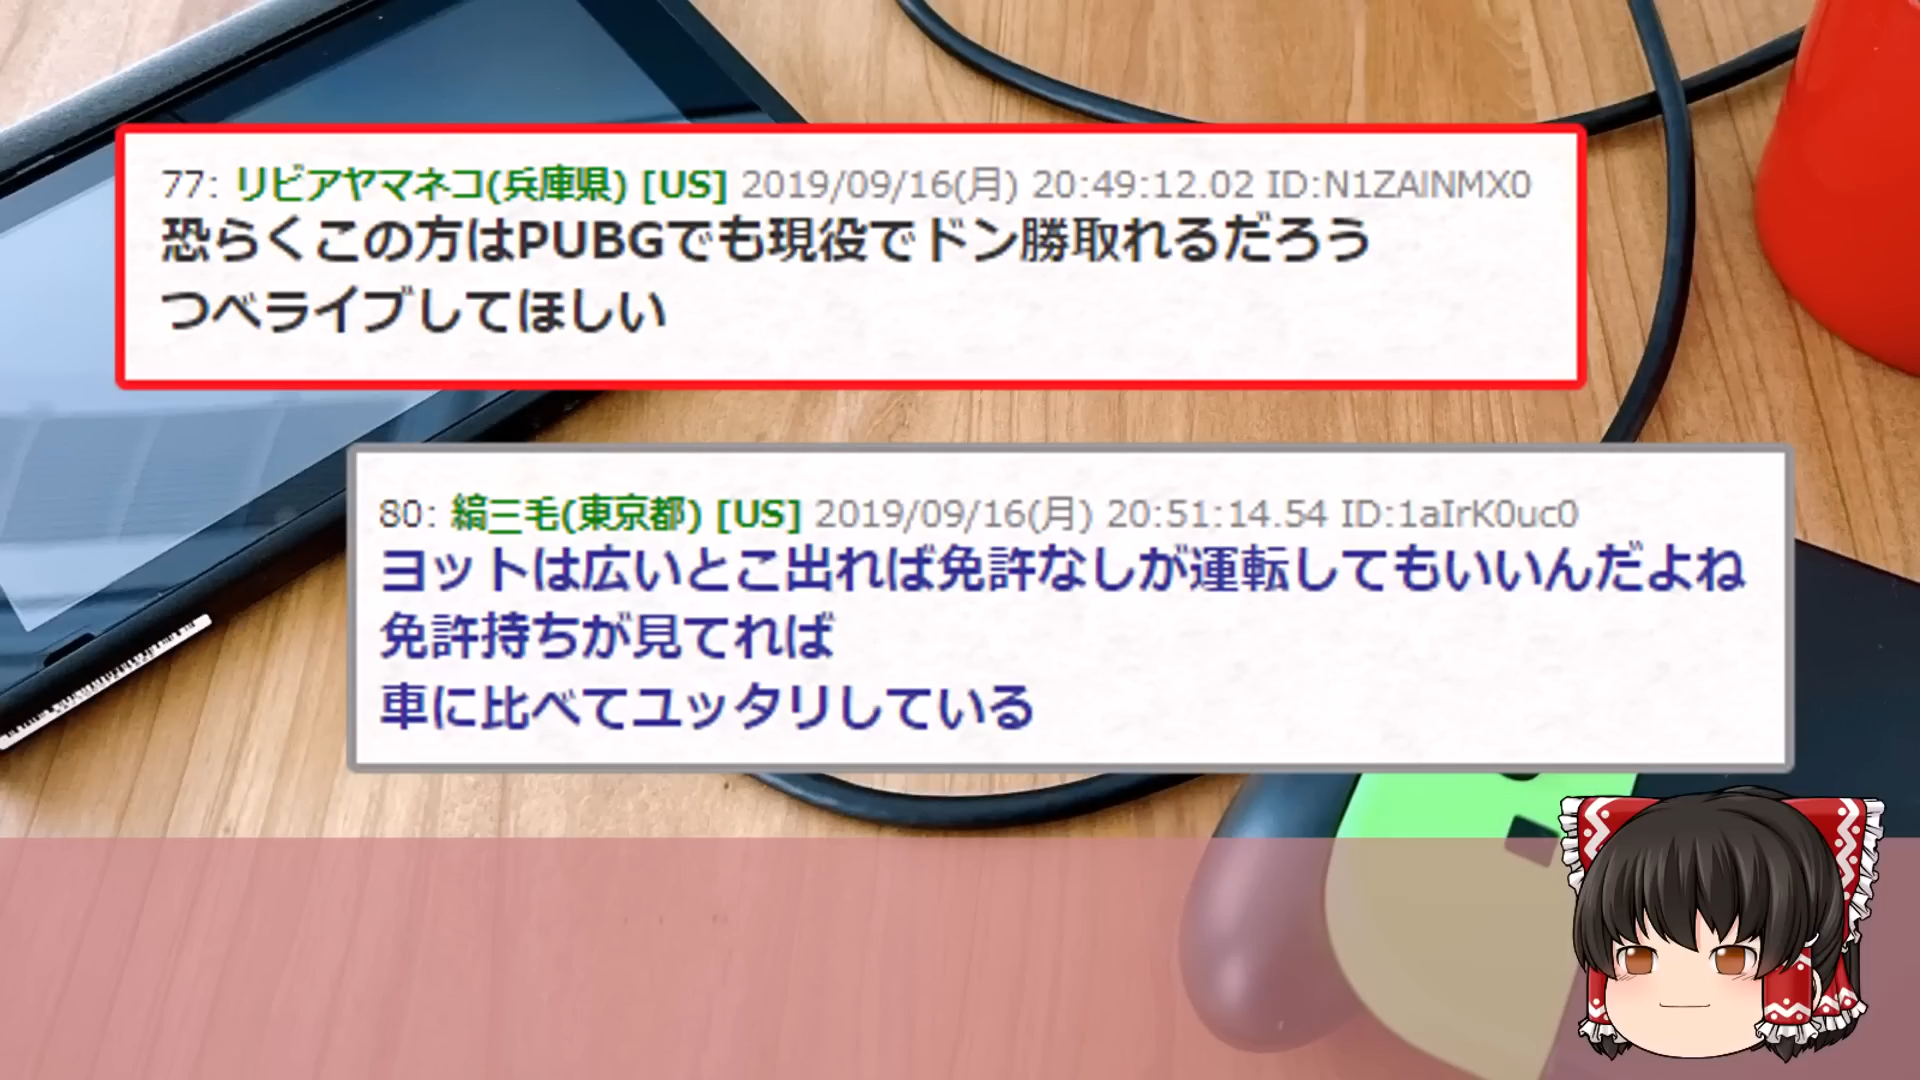 77: リビアヤマネコ(兵庫県) [US] 2019/09/16(月) 20:49:12.02 ID:N1ZAlNMX0
恐らくこの方はPUBGでも現役でドン勝取れるだろう
つべライブしてほしい
80: 縞三毛(東京都) [US] 2019/09/16(月) 20:51:14.54 ID:1aIrK0uc0
ヨットは広いとこ出れば免許なしが運転してもいいんだよね
免許持ちが見てれば
車に比べてユッタリしている